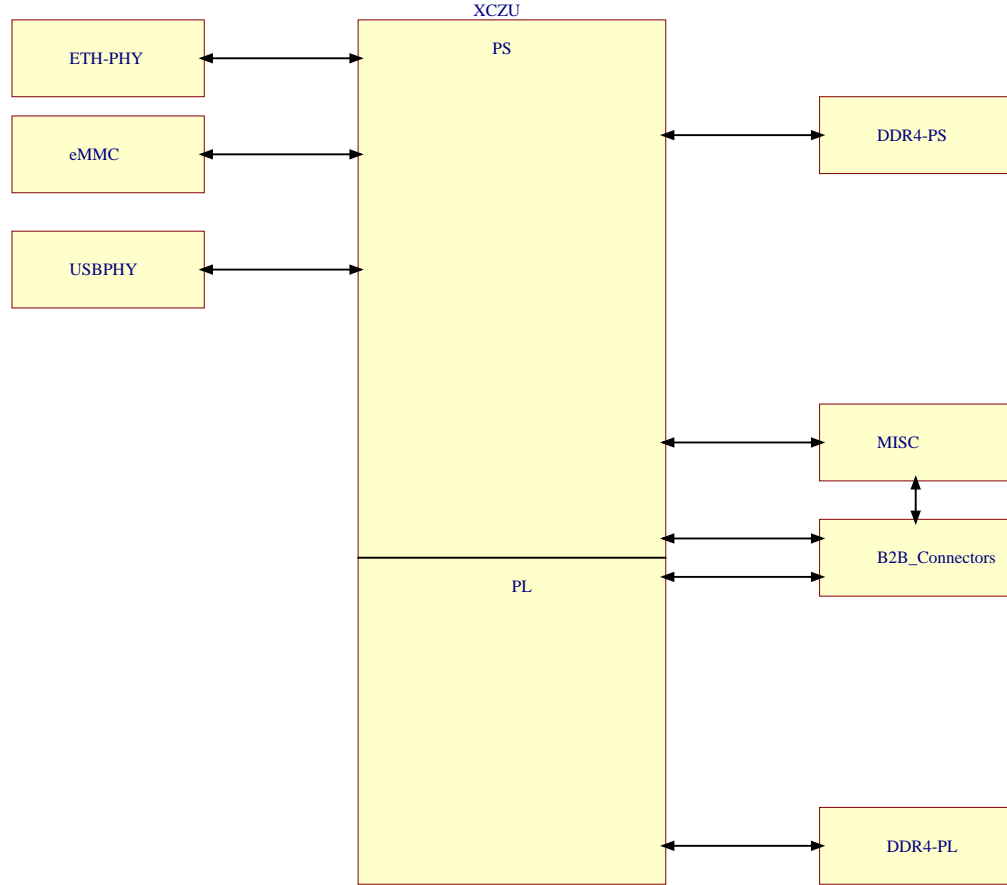 XCZU
PS
ETH-PHY
DDR4-PS
eMMC
USBPHY
MISC
B2B_Connectors
PL
DDR4-PL